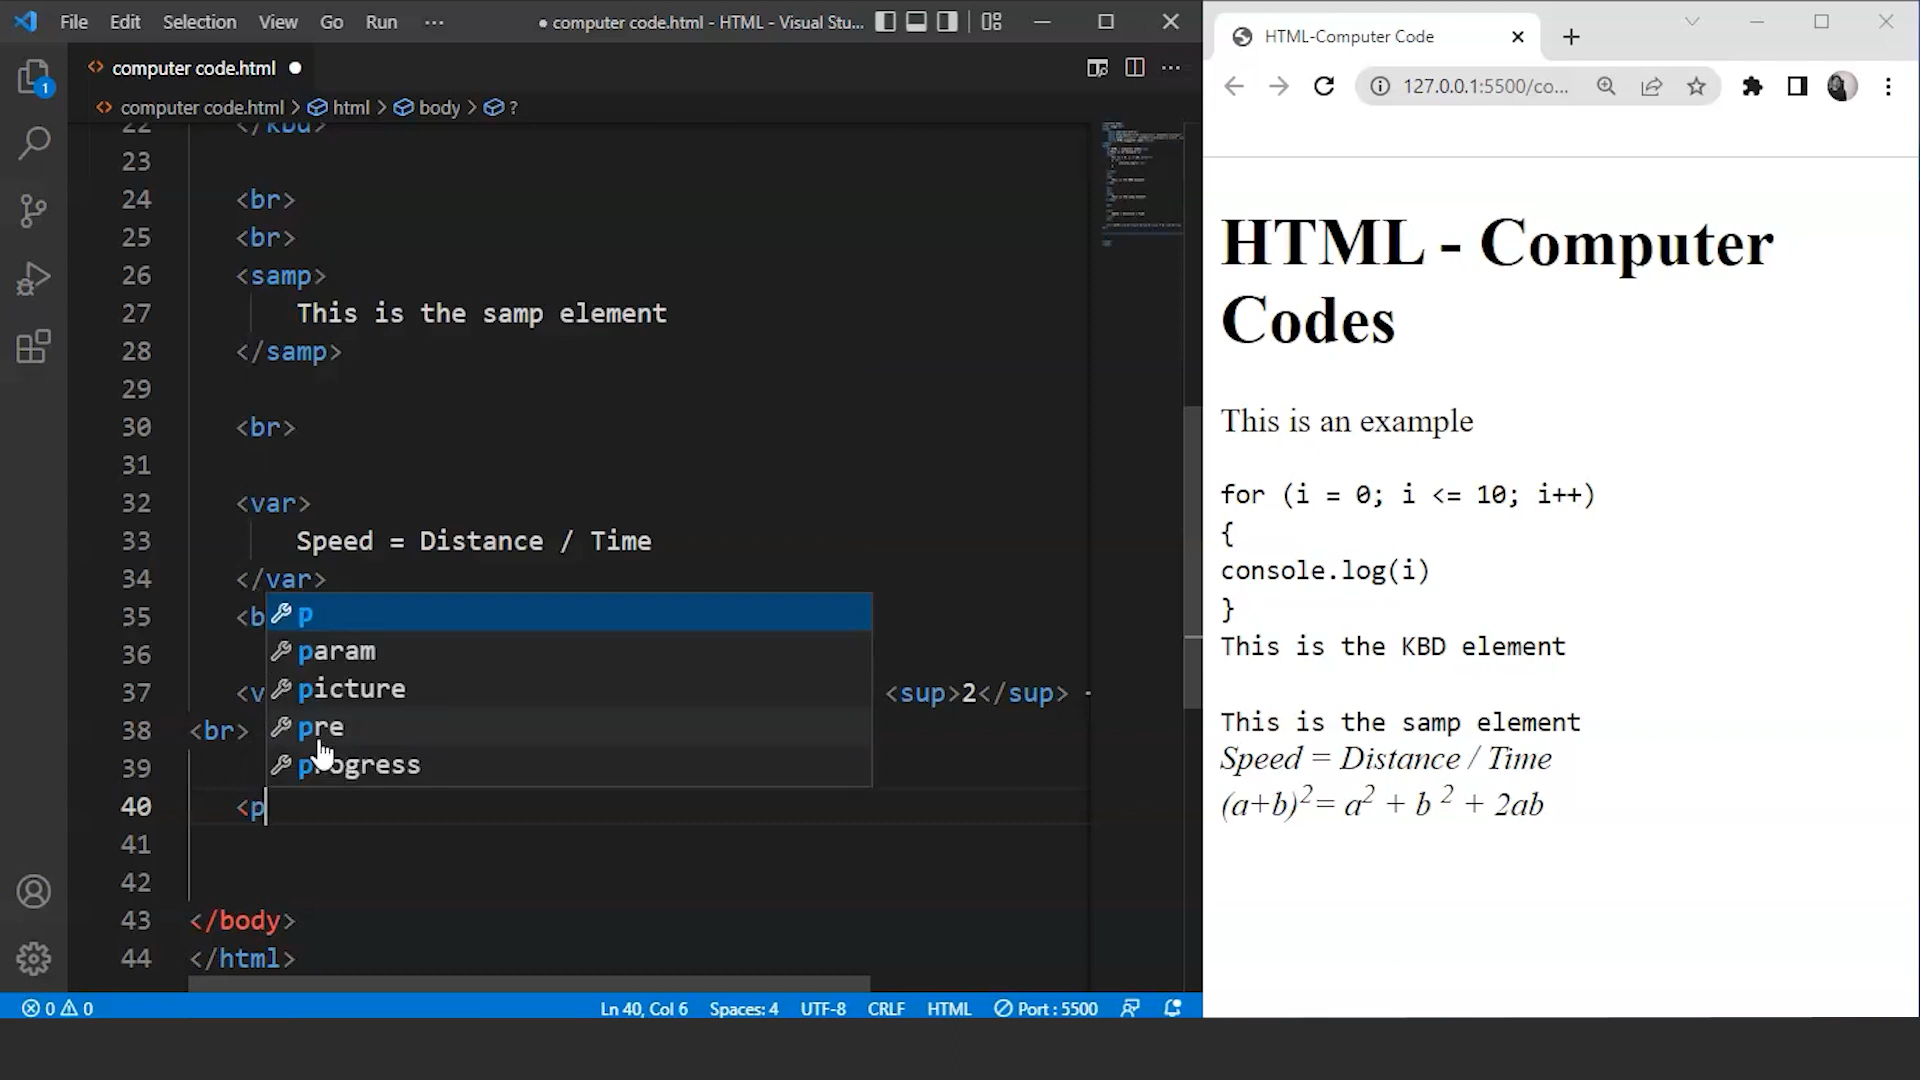 File Edit Selection View Go Run ···
● computer code.html - HTML - Visual Stu...
computer code.html ●
computer code.html > html > body > ?
1
22 </kbd>
23
24 <br>
25 <br>
26 <samp>
27 This is the samp element
28 </samp>
29
30 <br>
31
32 <var>
33 Speed = Distance / Time
34 </var>
35 <b
36
37 <v <sup>2</sup> -
38 <br>
39
40 <p
41
42
43 </body>
44 </html>
p
param
picture
pre
progress
0 0 Ln 40, Col 6 Spaces: 4 UTF-8 CRLF HTML Port : 5500
HTML-Computer Code
127.0.0.1:5500/co...
HTML - Computer
Codes
This is an example
for (i = 0; i <= 10; i++)
{
console.log(i)
}
This is the KBD element
This is the samp element
Speed = Distance / Time
(a+b)2= a2 + b 2 + 2ab